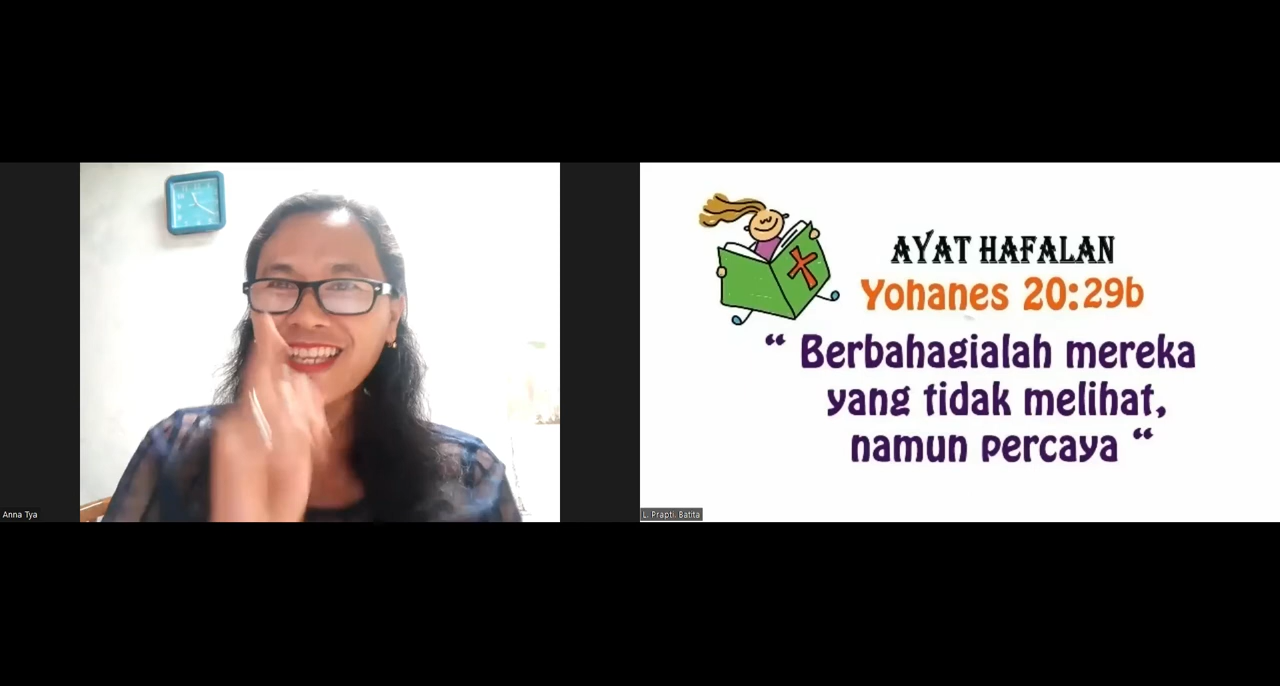 AYAT HAFALAN
Yohanes 20:29b
“ Berbahagialah mereka
yang tidak melihat,
namun percaya “
Anna Tya
L. Prapti. Batita